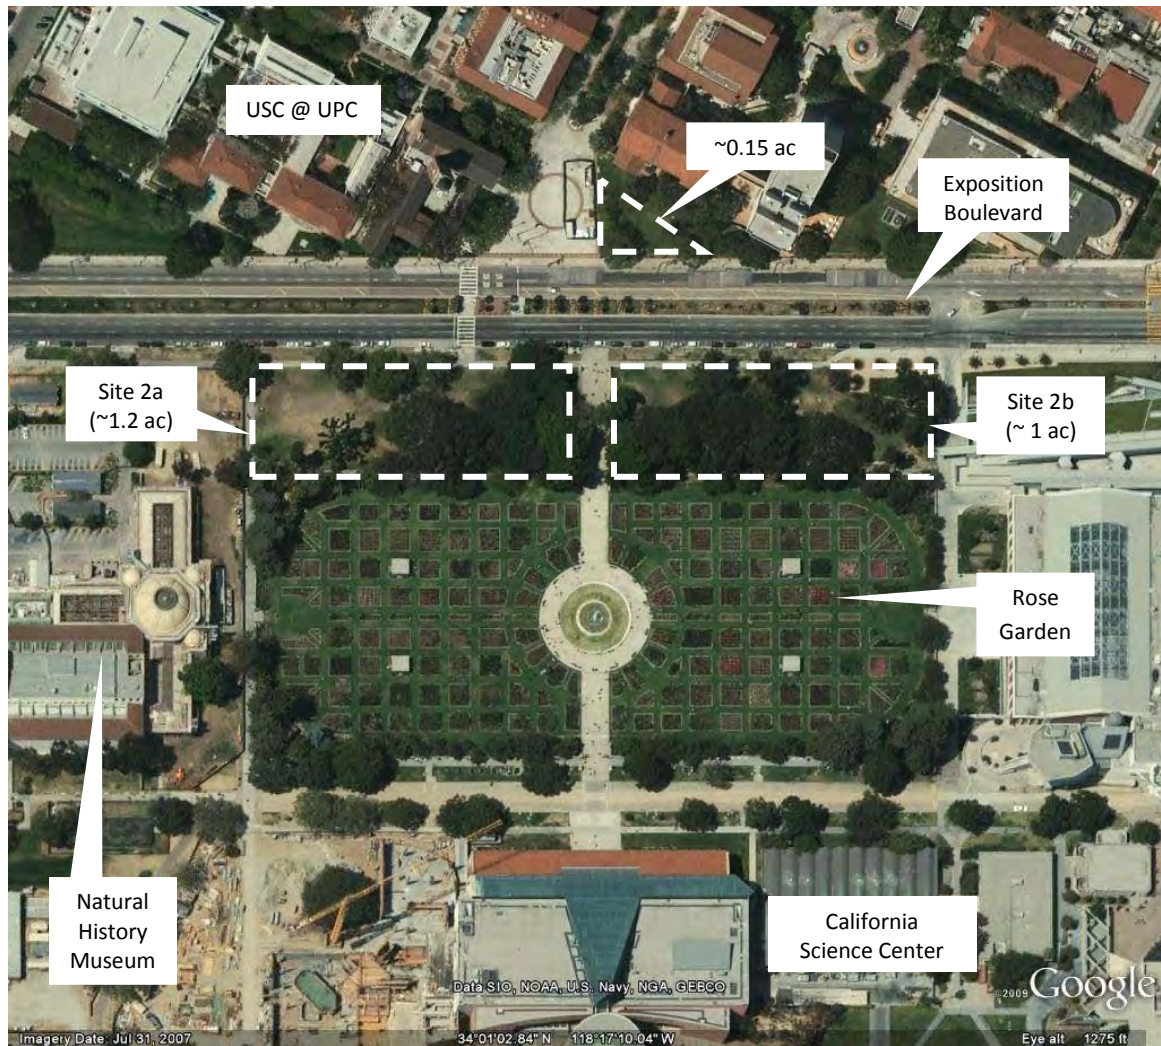 USC @ UPC
~0.15 ac
Exposition
Boulevard
Site 2a
(~1.2 ac)
Site 2b
(~ 1 ac)
Rose
Garden
Natural
History
Museum
California
Science Center
Data SIO, NOAA, U.S. Navy, NGA, GEBCO
©2009 Google
Imagery Date: Jul 31, 2007
34°01'02.84" N 118°17'10.04" W
Eye alt 1275 ft